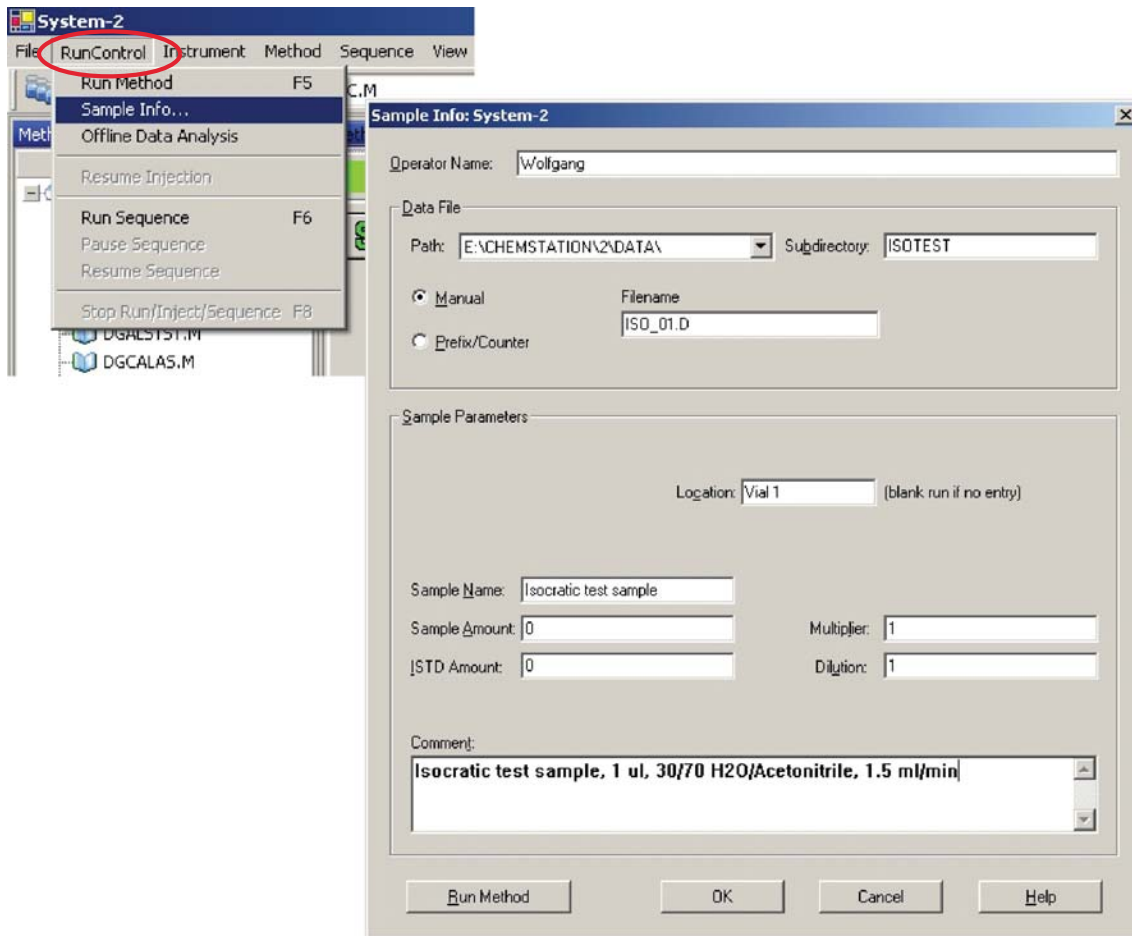 System-2
File RunControl Instrument Method Sequence View
Run Method F5
Sample Info...
Offline Data Analysis
Resume Injection
Run Sequence F6
Pause Sequence
Resume Sequence
Stop Run/Inject/Sequence F8
C.M
DGALSTST.M
DGCALAS.M
Sample Info: System-2
Operator Name: Wolfgang
Data File
Path: E:\CHEMSTATION\2\DATA\ Subdirectory: ISOTEST
Manual Filename
ISO_01.D
Prefix/Counter
Sample Parameters
Location: Vial 1 (blank run if no entry)
Sample Name: Isocratic test sample
Sample Amount: 0 Multiplier: 1
ISTD Amount: 0 Dilution: 1
Comment:
Isocratic test sample, 1 ul, 30/70 H2O/Acetonitrile, 1.5 ml/min
Run Method OK Cancel Help